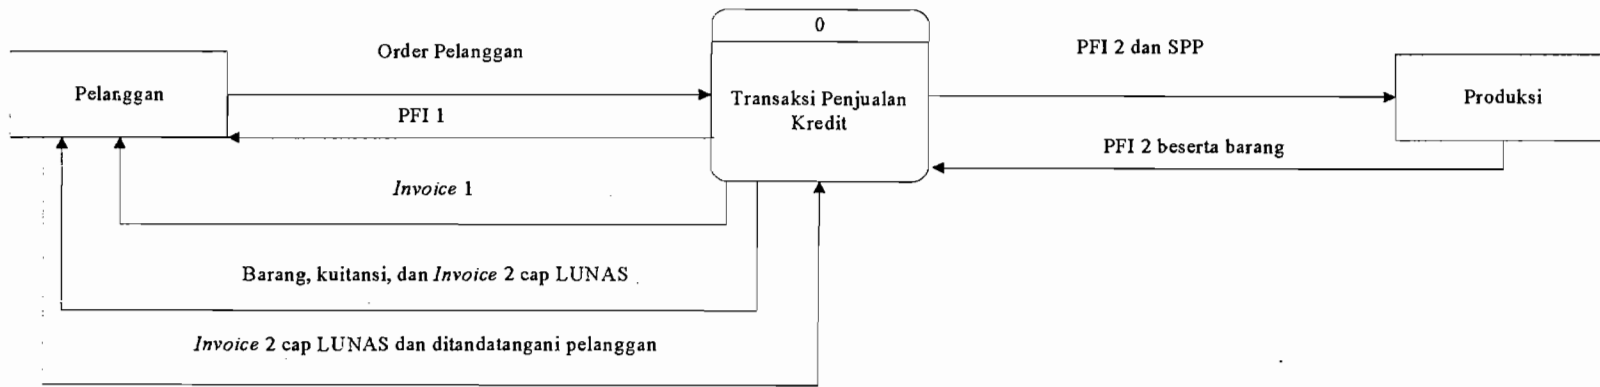 0
Order Pelanggan
PFI 2 dan SPP
Pelanggan
Transaksi Penjualan
Kredit
Produksi
PFI 1
PFI 2 beserta barang
Invoice 1
Barang, kuitansi, dan Invoice 2 cap LUNAS
Invoice 2 cap LUNAS dan ditandatangani pelanggan